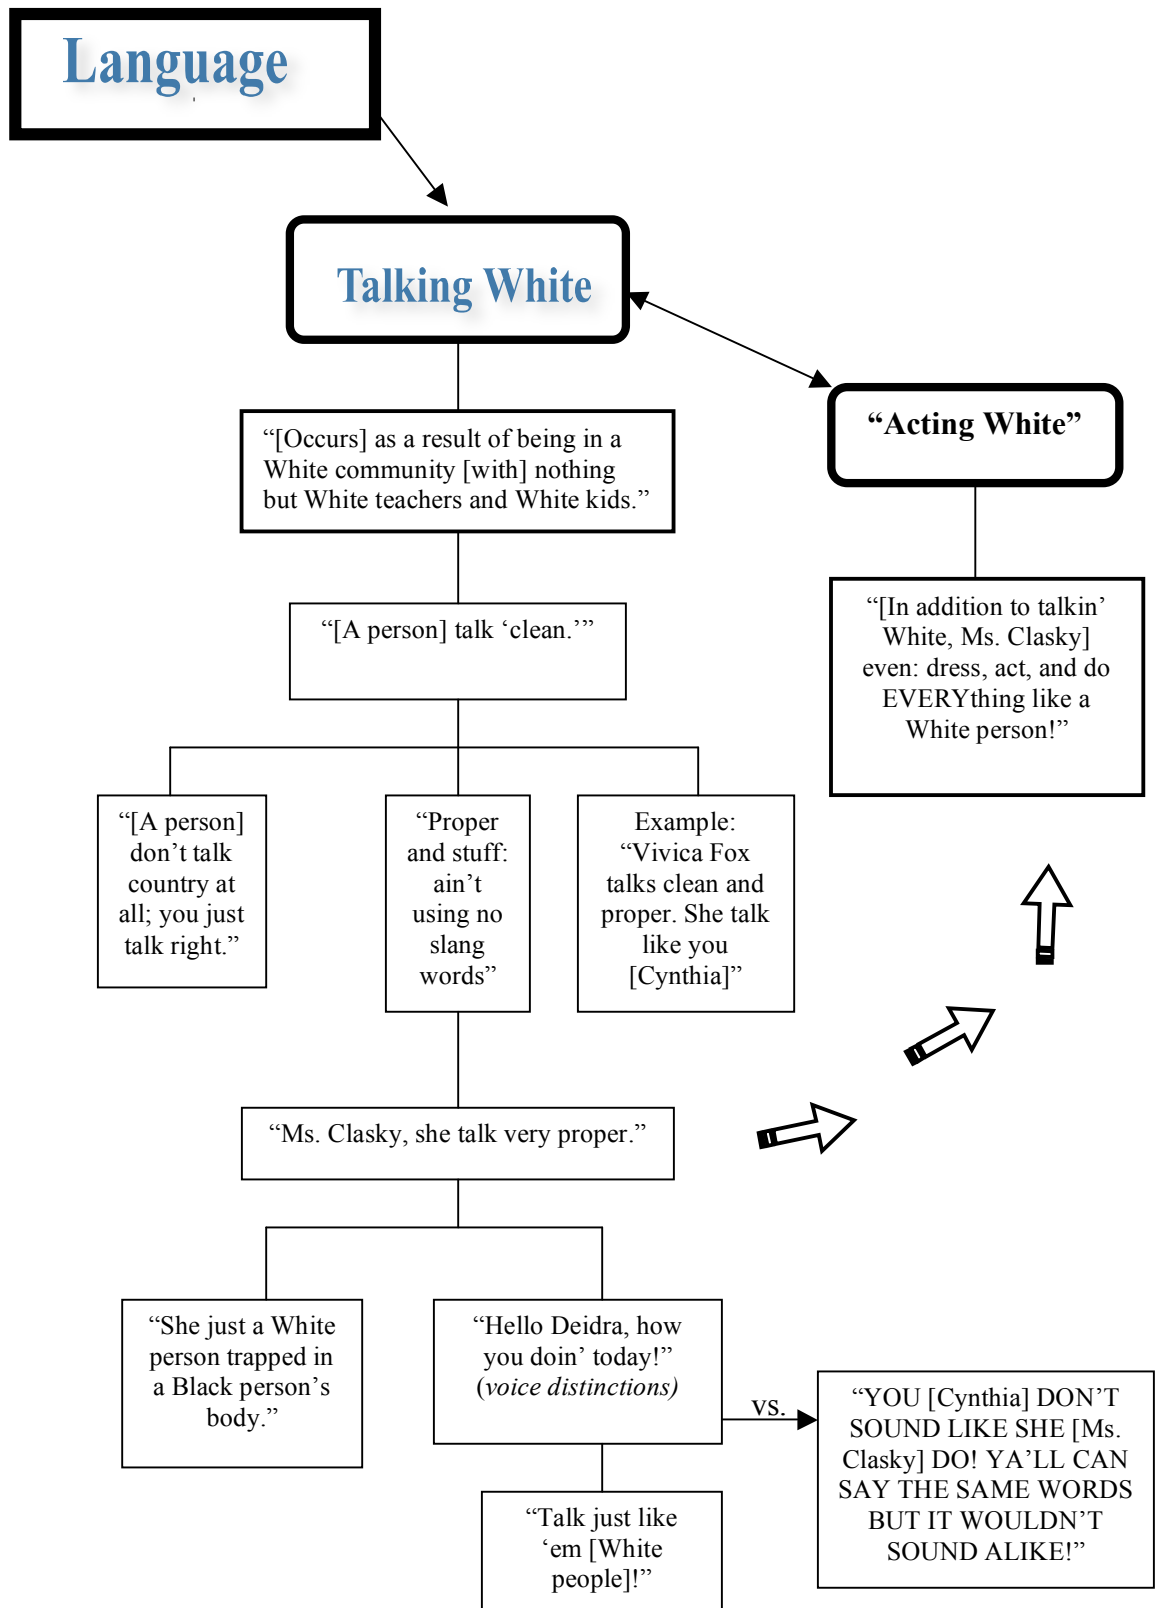 Language
Talking White
“Acting White”
“[Occurs] as a result of being in a
White community [with] nothing
but White teachers and White kids.”
“[A person] talk ‘clean.’”
“[In addition to talkin’
White, Ms. Clasky]
even: dress, act, and do
EVERYthing like a
White person!”
“[A person]
don’t talk
country at
all; you just
talk right.”
“Proper
and stuff:
ain’t
using no
slang
words”
Example:
“Vivica Fox
talks clean and
proper. She talk
like you
[Cynthia]”
“Ms. Clasky, she talk very proper.”
“She just a White
person trapped in
a Black person’s
body.”
“Hello Deidra, how
you doin’ today!”
(voice distinctions)
vs.
“YOU [Cynthia] DON’T
SOUND LIKE SHE [Ms.
Clasky] DO! YA’LL CAN
SAY THE SAME WORDS
BUT IT WOULDN’T
SOUND ALIKE!”
“Talk just like
‘em [White
people]!”